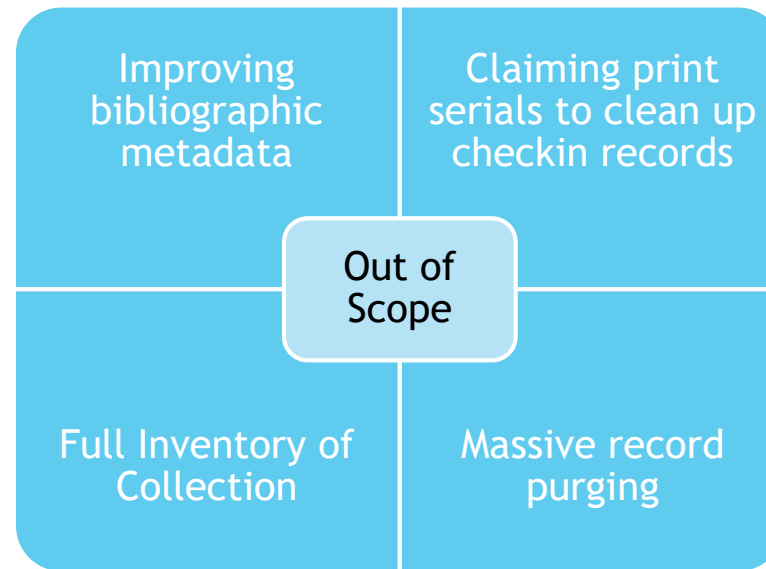 Improving
bibliographic
metadata
Claiming print
serials to clean up
checkin records
Out of
Scope
Full Inventory of
Collection
Massive record
purging